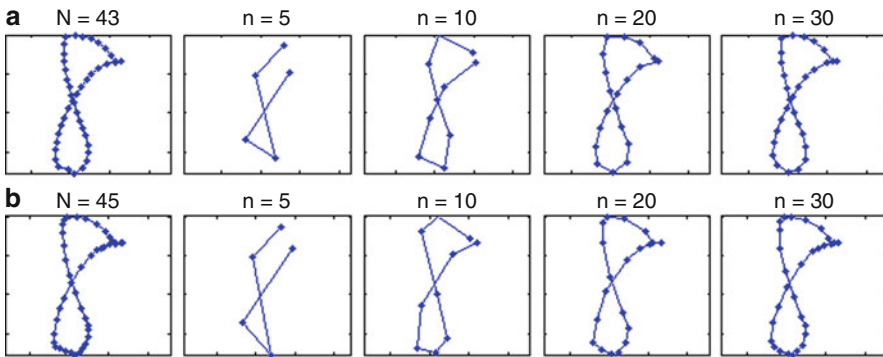 a N = 43 n = 5 n = 10 n = 20 n = 30
b N = 45 n = 5 n = 10 n = 20 n = 30